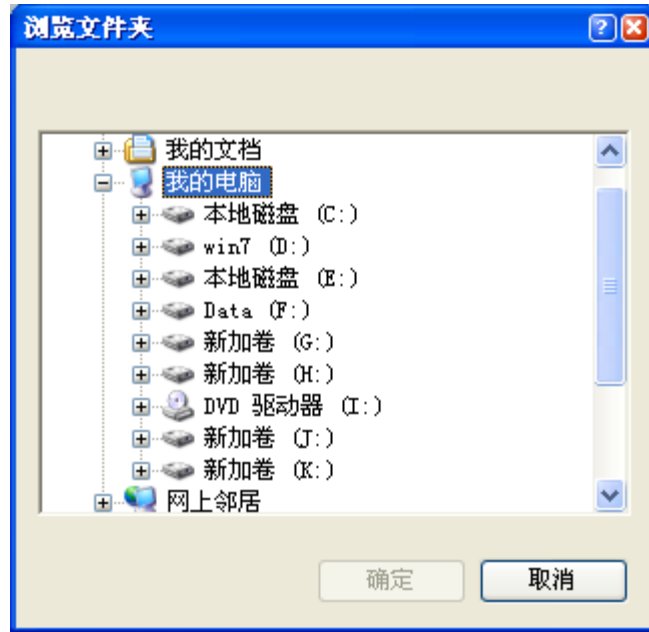 浏览文件夹
我的文档
我的电脑
本地磁盘 (C:)
win7 (D:)
本地磁盘 (E:)
Data (F:)
新加卷 (G:)
新加卷 (H:)
DVD 驱动器 (I:)
新加卷 (J:)
新加卷 (K:)
网上邻居
确定 取消